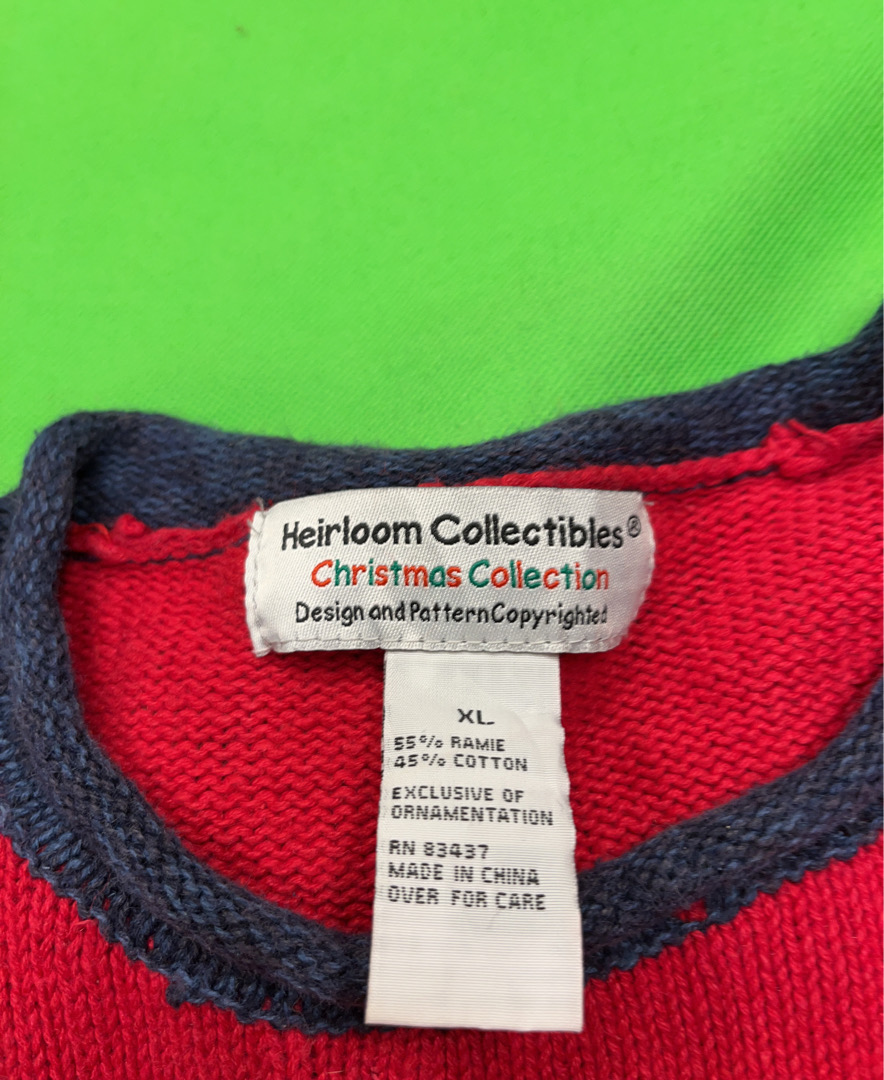 Heirloom Collectibles®
Christmas Collection
Design and Pattern Copyrighted
XL
55% RAMIE
45% COTTON
EXCLUSIVE OF
ORNAMENTATION
RN 83437
MADE IN CHINA
OVER FOR CARE